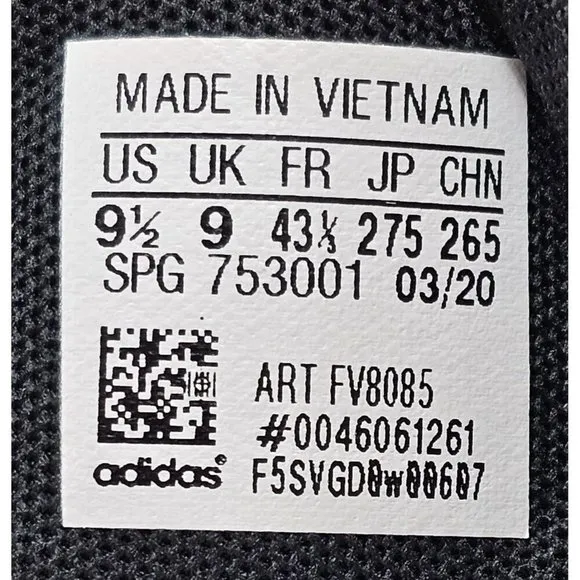 MADE IN VIETNAM
US UK FR JP CHN
9½ 9 43⅓ 275 265
SPG 753001 03/20
ART FV8085
#0046061261
adidas®